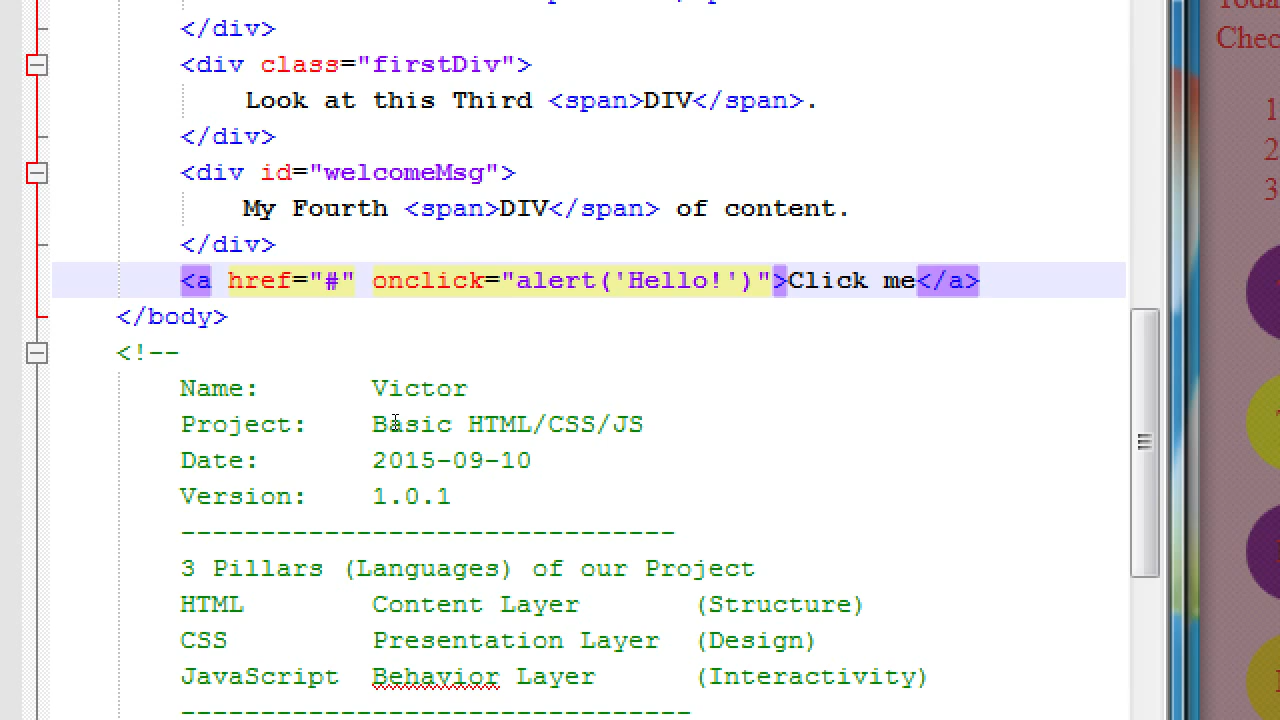 </div>
<div class="firstDiv">
Look at this Third <span>DIV</span>.
</div>
<div id="welcomeMsg">
My Fourth <span>DIV</span> of content.
</div>
<a href="#" onclick="alert('Hello!')">Click me</a>
</body>
<!--
Name: Victor
Project: Basic HTML/CSS/JS
Date: 2015-09-10
Version: 1.0.1
-------------------------------
3 Pillars (Languages) of our Project
HTML Content Layer (Structure)
CSS Presentation Layer (Design)
JavaScript Behavior Layer (Interactivity)
--------------------------------
1
2
3